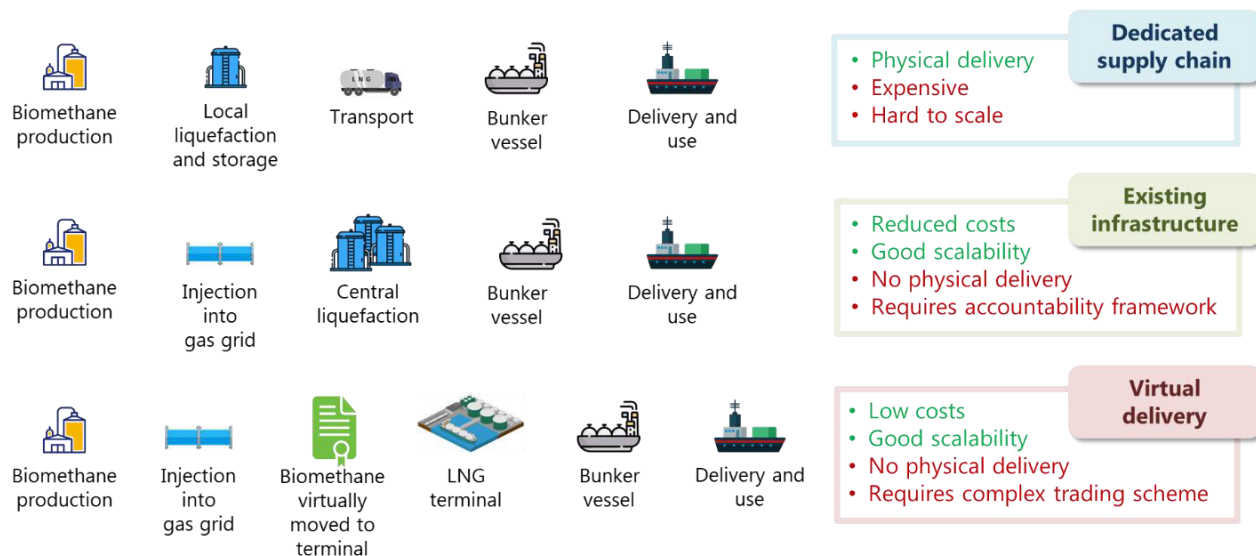 Biomethane
production
Local
liquefaction
and storage
LNG
Transport
Bunker
vessel
Delivery and
use
Dedicated
supply chain
• Physical delivery
• Expensive
• Hard to scale
Biomethane
production
Injection
into
gas grid
Central
liquefaction
Bunker
vessel
Delivery and
use
Existing
infrastructure
• Reduced costs
• Good scalability
• No physical delivery
• Requires accountability framework
Biomethane
production
Injection
into
gas grid
Biomethane
virtually
moved to
terminal
LNG
terminal
Bunker
vessel
Delivery and
use
Virtual
delivery
• Low costs
• Good scalability
• No physical delivery
• Requires complex trading scheme